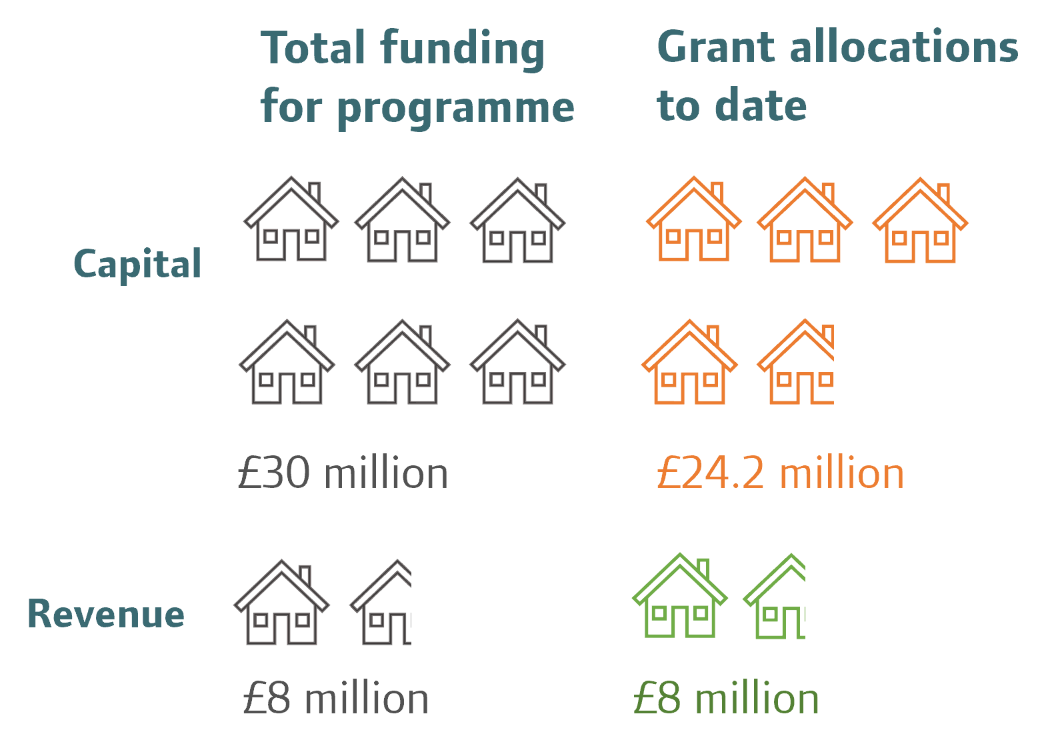 Total funding
for programme
Grant allocations
to date
Capital
£30 million
£24.2 million
Revenue
£8 million
£8 million